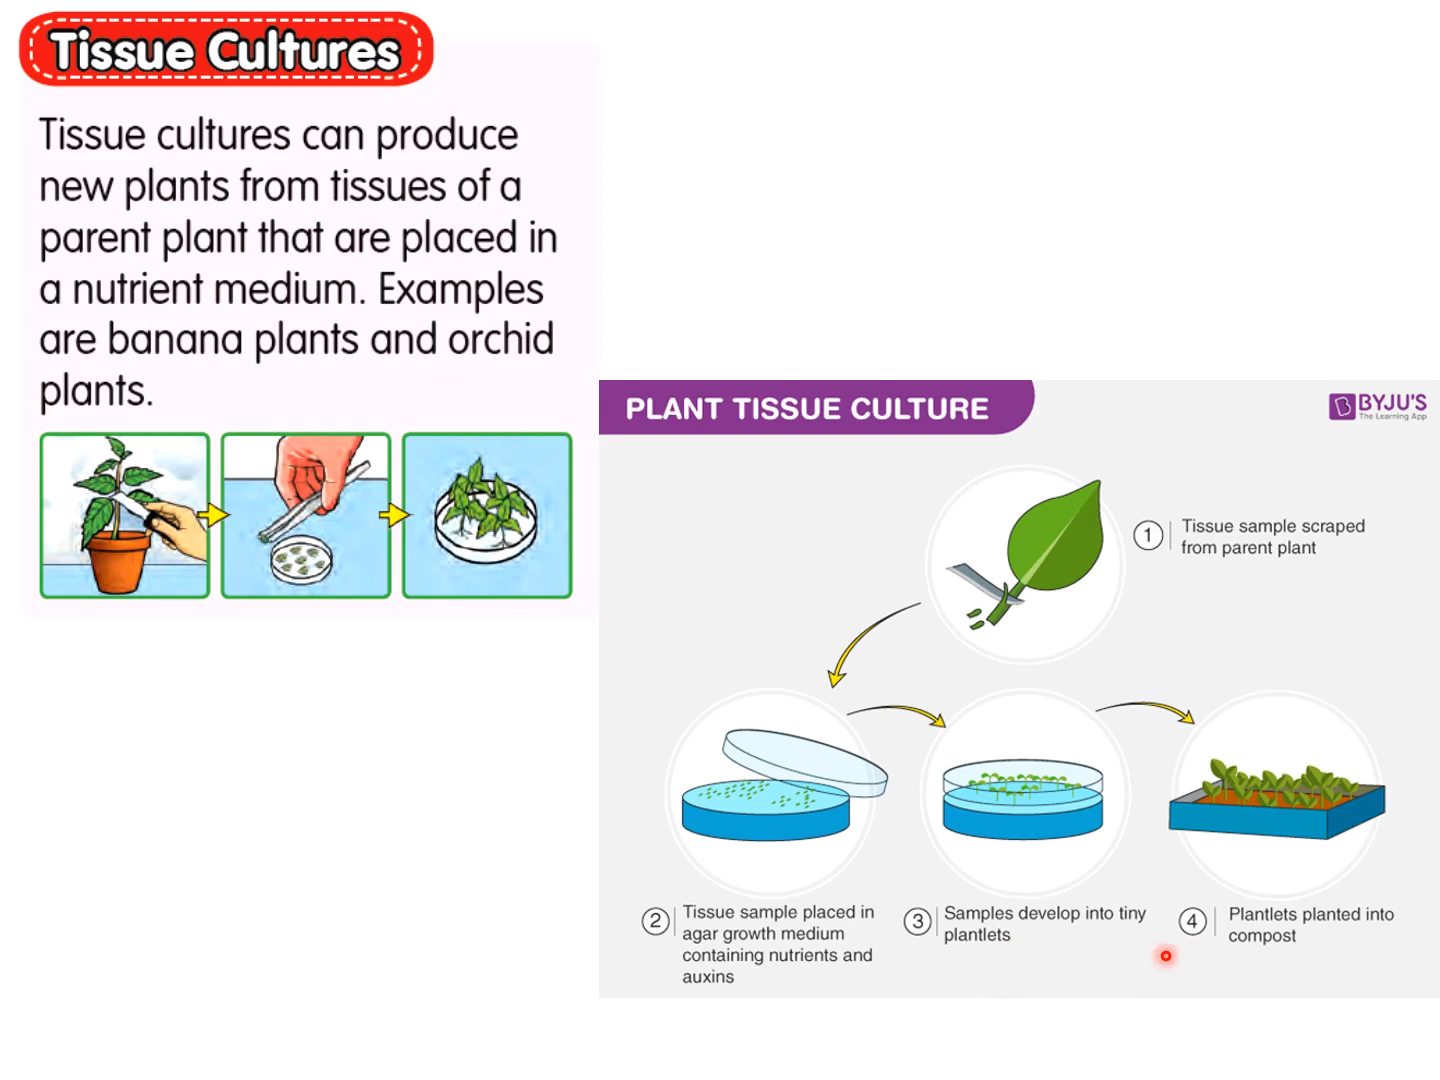 Tissue Cultures
Tissue cultures can produce
new plants from tissues of a
parent plant that are placed in
a nutrient medium. Examples
are banana plants and orchid
plants.
PLANT TISSUE CULTURE
BYJU'S
The Learning App
1
Tissue sample scraped
from parent plant
2
Tissue sample placed in
agar growth medium
containing nutrients and
auxins
3
Samples develop into tiny
plantlets
4
Plantlets planted into
compost